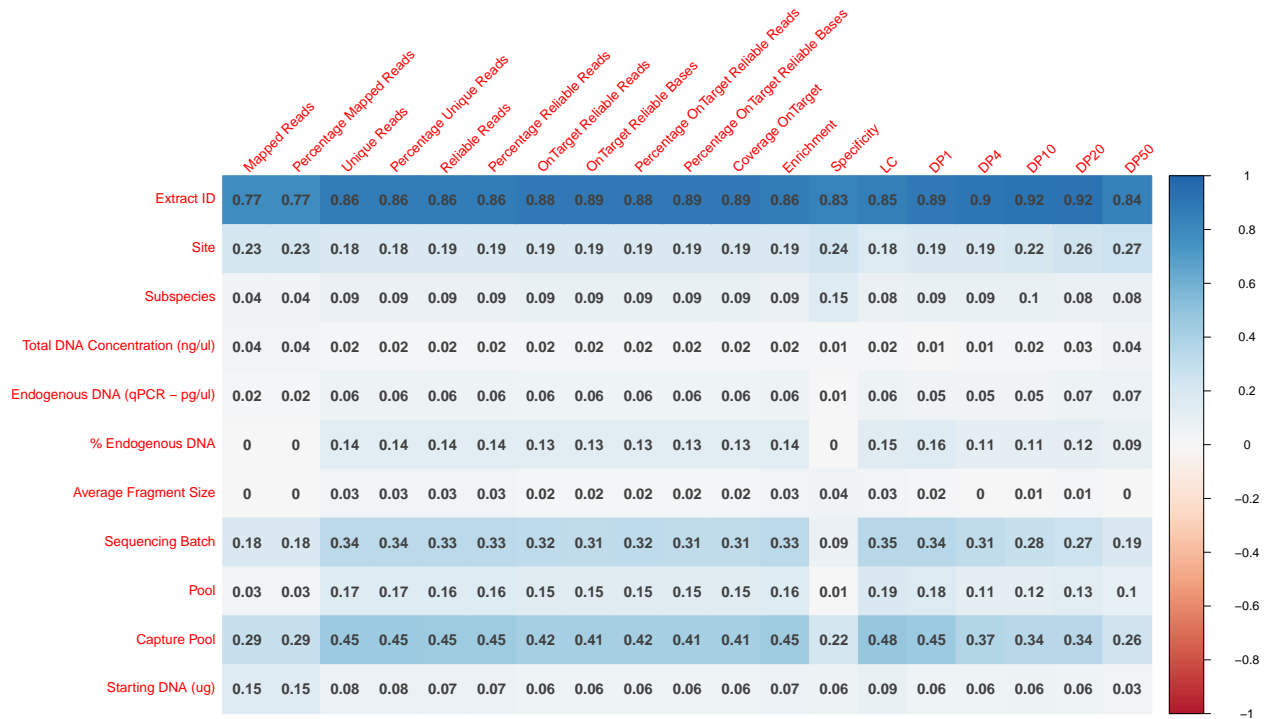 Mapped Reads
Percentage Mapped Reads
Unique Reads
Percentage Unique Reads
Reliable Reads
Percentage Reliable Reads
OnTarget Reliable Reads
OnTarget Reliable Bases
Percentage OnTarget Reliable Reads
Percentage OnTarget Reliable Bases
Coverage OnTarget
Enrichment
Specificity
LC
DP1
DP4
DP10
DP20
DP50
Extract ID 0.77 0.77 0.86 0.86 0.86 0.86 0.88 0.89 0.88 0.89 0.89 0.86 0.83 0.85 0.89 0.9 0.92 0.92 0.84
Site 0.23 0.23 0.18 0.18 0.19 0.19 0.19 0.19 0.19 0.19 0.19 0.19 0.24 0.18 0.19 0.19 0.22 0.26 0.27
Subspecies 0.04 0.04 0.09 0.09 0.09 0.09 0.09 0.09 0.09 0.09 0.09 0.09 0.15 0.08 0.09 0.09 0.1 0.08 0.08
Total DNA Concentration (ng/ul) 0.04 0.04 0.02 0.02 0.02 0.02 0.02 0.02 0.02 0.02 0.02 0.02 0.01 0.02 0.01 0.01 0.02 0.03 0.04
Endogenous DNA (qPCR − pg/ul) 0.02 0.02 0.06 0.06 0.06 0.06 0.06 0.06 0.06 0.06 0.06 0.06 0.01 0.06 0.05 0.05 0.05 0.07 0.07
% Endogenous DNA 0 0 0.14 0.14 0.14 0.14 0.13 0.13 0.13 0.13 0.13 0.14 0 0.15 0.16 0.11 0.11 0.12 0.09
Average Fragment Size 0 0 0.03 0.03 0.03 0.03 0.02 0.02 0.02 0.02 0.02 0.03 0.04 0.03 0.02 0 0.01 0.01 0
Sequencing Batch 0.18 0.18 0.34 0.34 0.33 0.33 0.32 0.31 0.32 0.31 0.31 0.33 0.09 0.35 0.34 0.31 0.28 0.27 0.19
Pool 0.03 0.03 0.17 0.17 0.16 0.16 0.15 0.15 0.15 0.15 0.15 0.16 0.01 0.19 0.18 0.11 0.12 0.13 0.1
Capture Pool 0.29 0.29 0.45 0.45 0.45 0.45 0.42 0.41 0.42 0.41 0.41 0.45 0.22 0.48 0.45 0.37 0.34 0.34 0.26
Starting DNA (ug) 0.15 0.15 0.08 0.08 0.07 0.07 0.06 0.06 0.06 0.06 0.06 0.07 0.06 0.09 0.06 0.06 0.06 0.06 0.03
1
0.8
0.6
0.4
0.2
0
−0.2
−0.4
−0.6
−0.8
−1